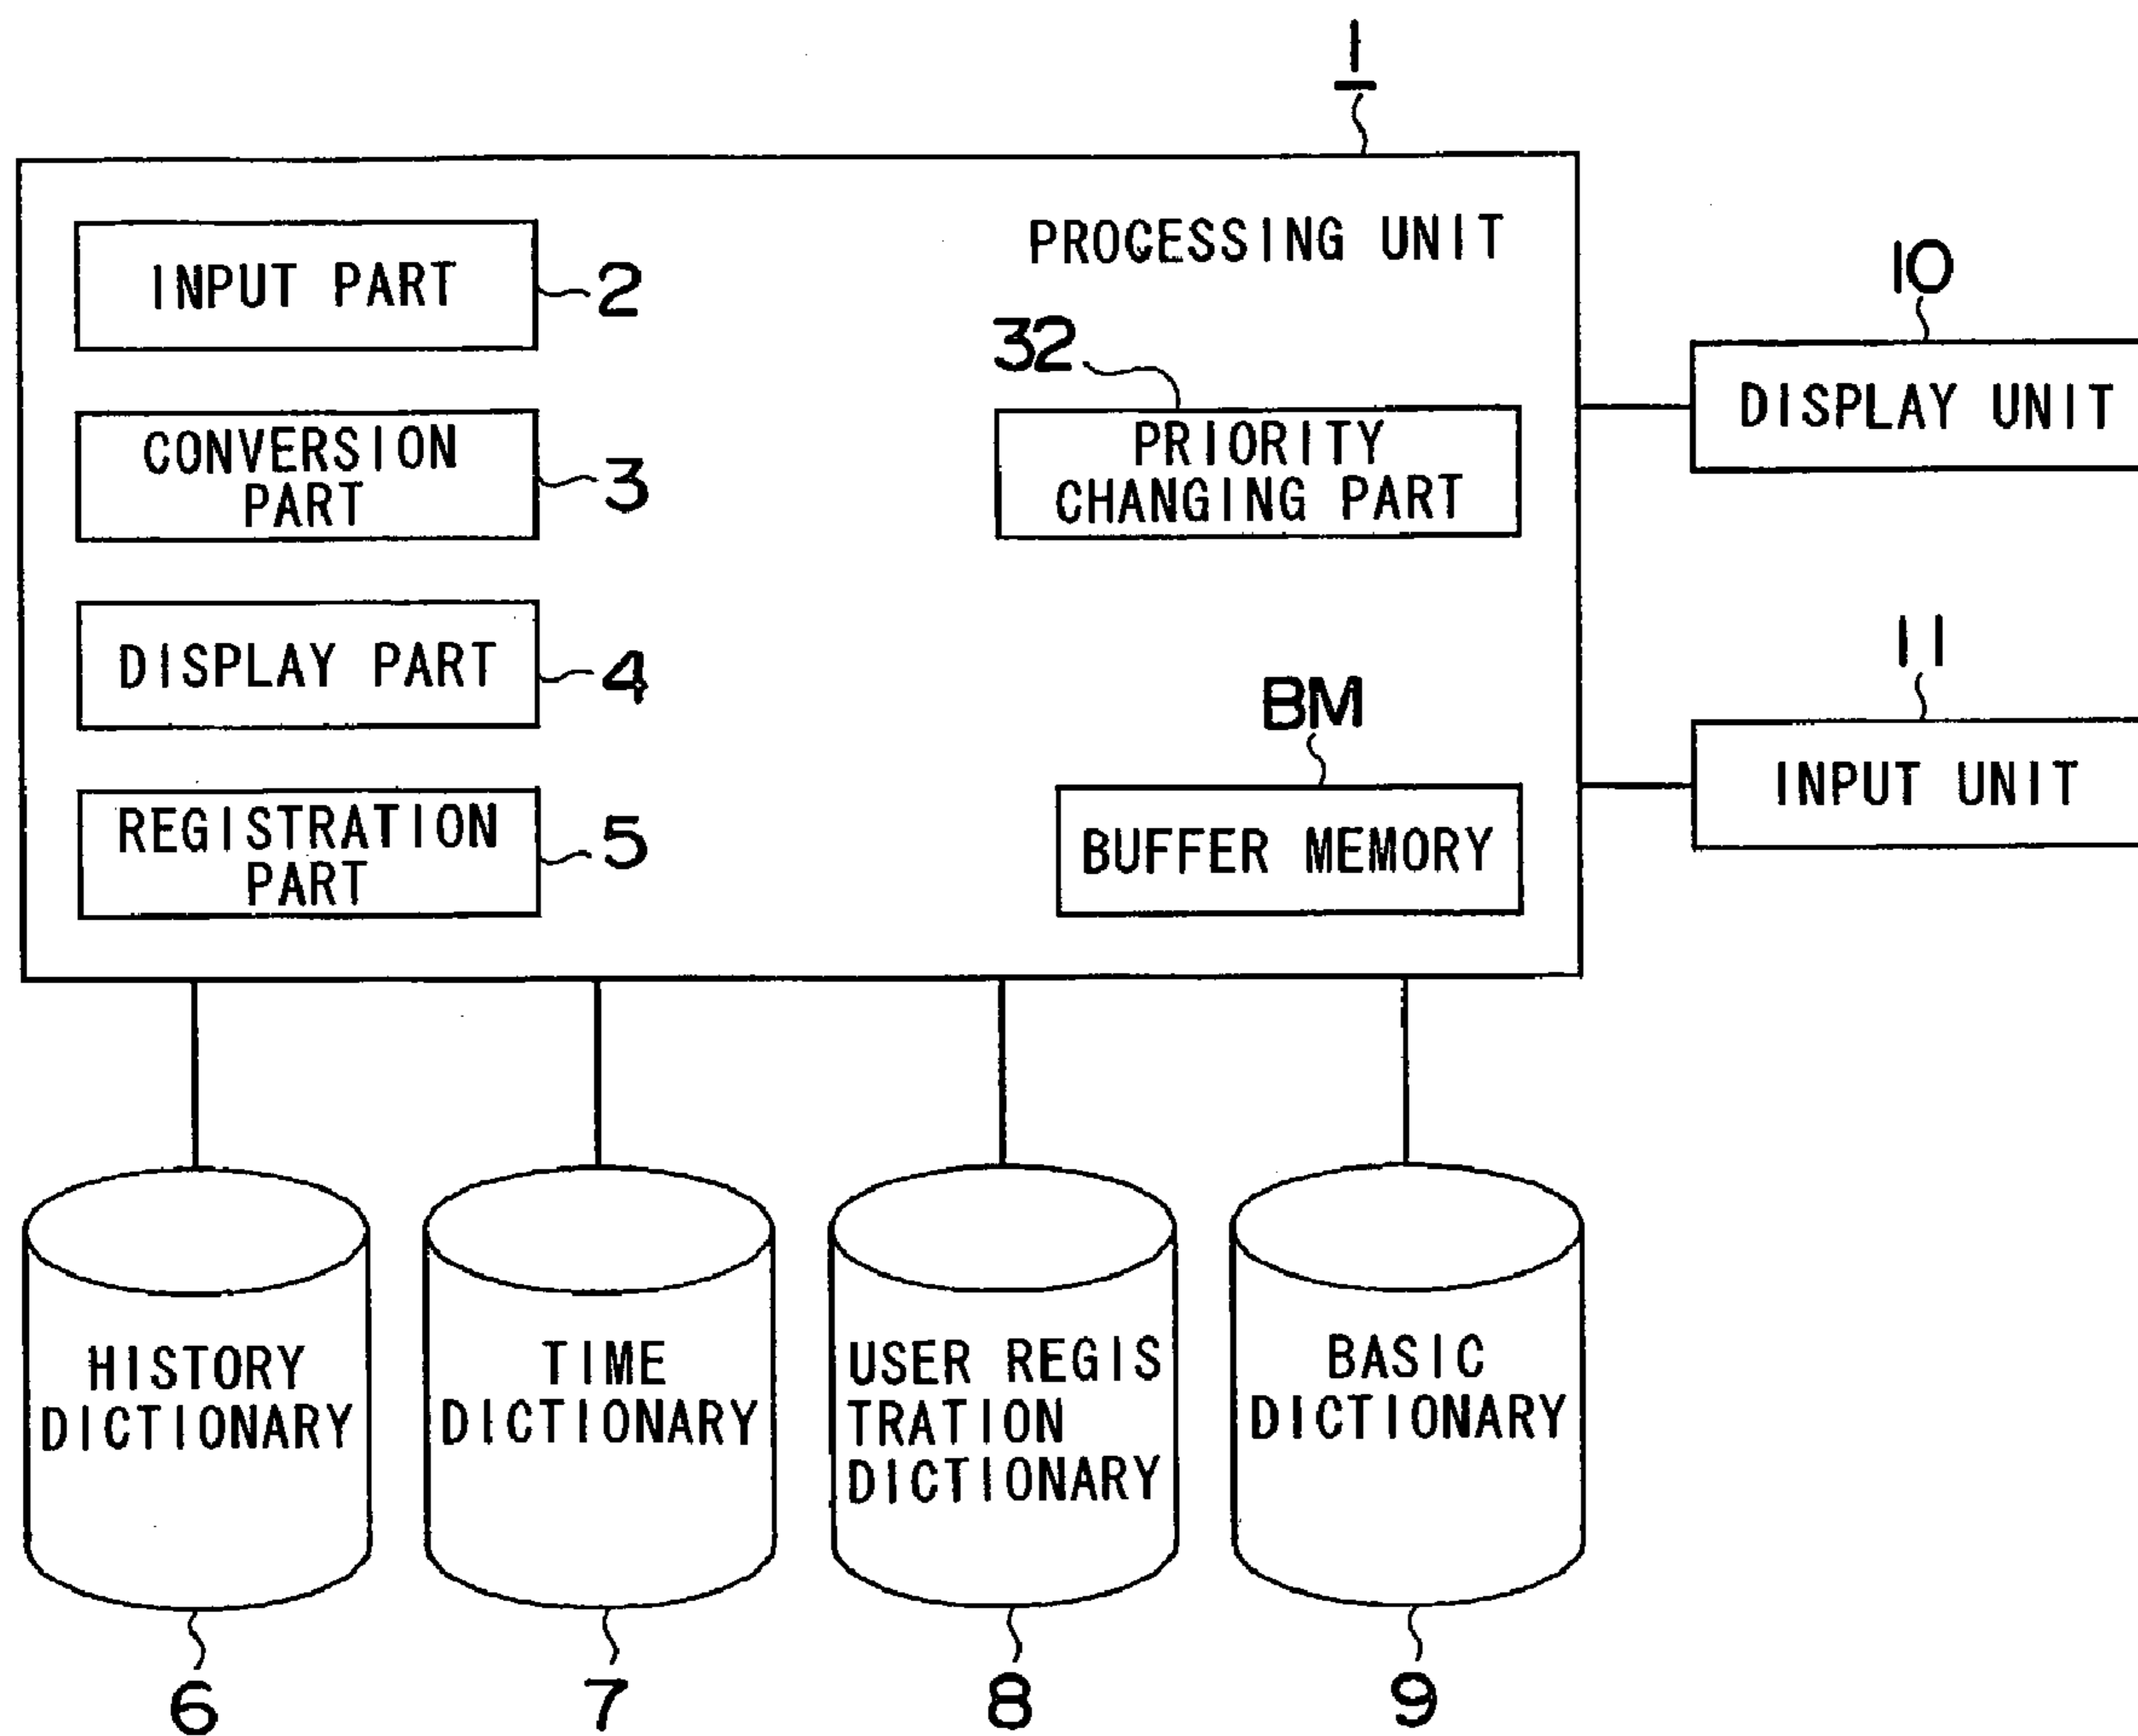 1
INPUT PART
2
PROCESSING UNIT
10
32
CONVERSION
PART
3
PRIORITY
CHANGING PART
DISPLAY UNIT
DISPLAY PART
4
BM
11
REGISTRATION
PART
5
BUFFER MEMORY
INPUT UNIT
HISTORY
DICTIONARY
TIME
DICTIONARY
USER REGIS
TRATION
DICTIONARY
BASIC
DICTIONARY
6
7
8
9